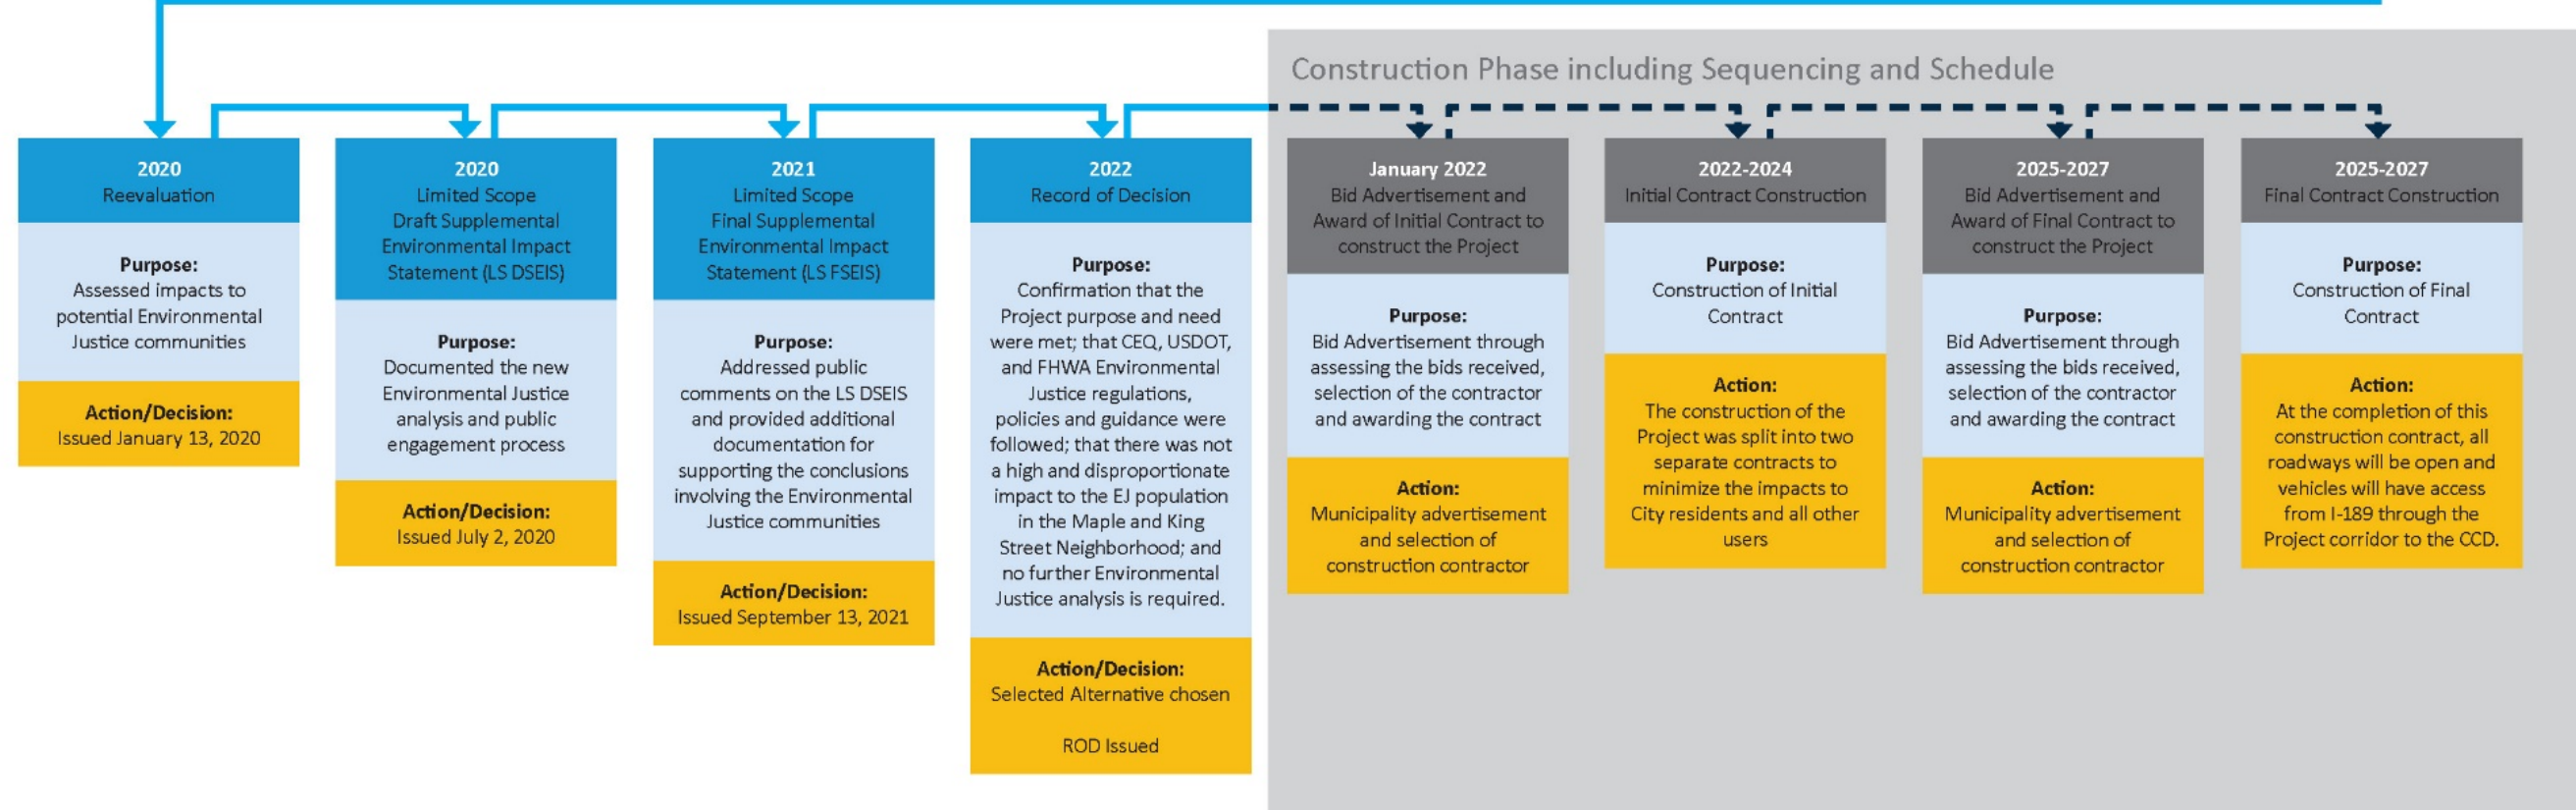 Construction Phase including Sequencing and Schedule
2020
Reevaluation
Purpose:
Assessed impacts to
potential Environmental
Justice communities
Action/Decision:
Issued January 13, 2020
2020
Limited Scope
Draft Supplemental
Environmental Impact
Statement (LS DSEIS)
Purpose:
Documented the new
Environmental Justice
analysis and public
engagement process
Action/Decision:
Issued July 2, 2020
2021
Limited Scope
Final Supplemental
Environmental Impact
Statement (LS FSEIS)
Purpose:
Addressed public
comments on the LS DSEIS
and provided additional
documentation for
supporting the conclusions
involving the Environmental
Justice communities
Action/Decision:
Issued September 13, 2021
2022
Record of Decision
Purpose:
Confirmation that the
Project purpose and need
were met; that CEQ, USDOT,
and FHWA Environmental
Justice regulations,
policies and guidance were
followed; that there was not
a high and disproportionate
impact to the EJ population
in the Maple and King
Street Neighborhood; and
no further Environmental
Justice analysis is required.
Action/Decision:
Selected Alternative chosen
ROD Issued
January 2022
Bid Advertisement and
Award of Initial Contract to
construct the Project
Purpose:
Bid Advertisement through
assessing the bids received,
selection of the contractor
and awarding the contract
Action:
Municipality advertisement
and selection of
construction contractor
2022-2024
Initial Contract Construction
Purpose:
Construction of Initial
Contract
Action:
The construction of the
Project was split into two
separate contracts to
minimize the impacts to
City residents and all other
users
2025-2027
Bid Advertisement and
Award of Final Contract to
construct the Project
Purpose:
Bid Advertisement through
assessing the bids received,
selection of the contractor
and awarding the contract
Action:
Municipality advertisement
and selection of
construction contractor
2025-2027
Final Contract Construction
Purpose:
Construction of Final
Contract
Action:
At the completion of this
construction contract, all
roadways will be open and
vehicles will have access
from I-189 through the
Project corridor to the CCD.